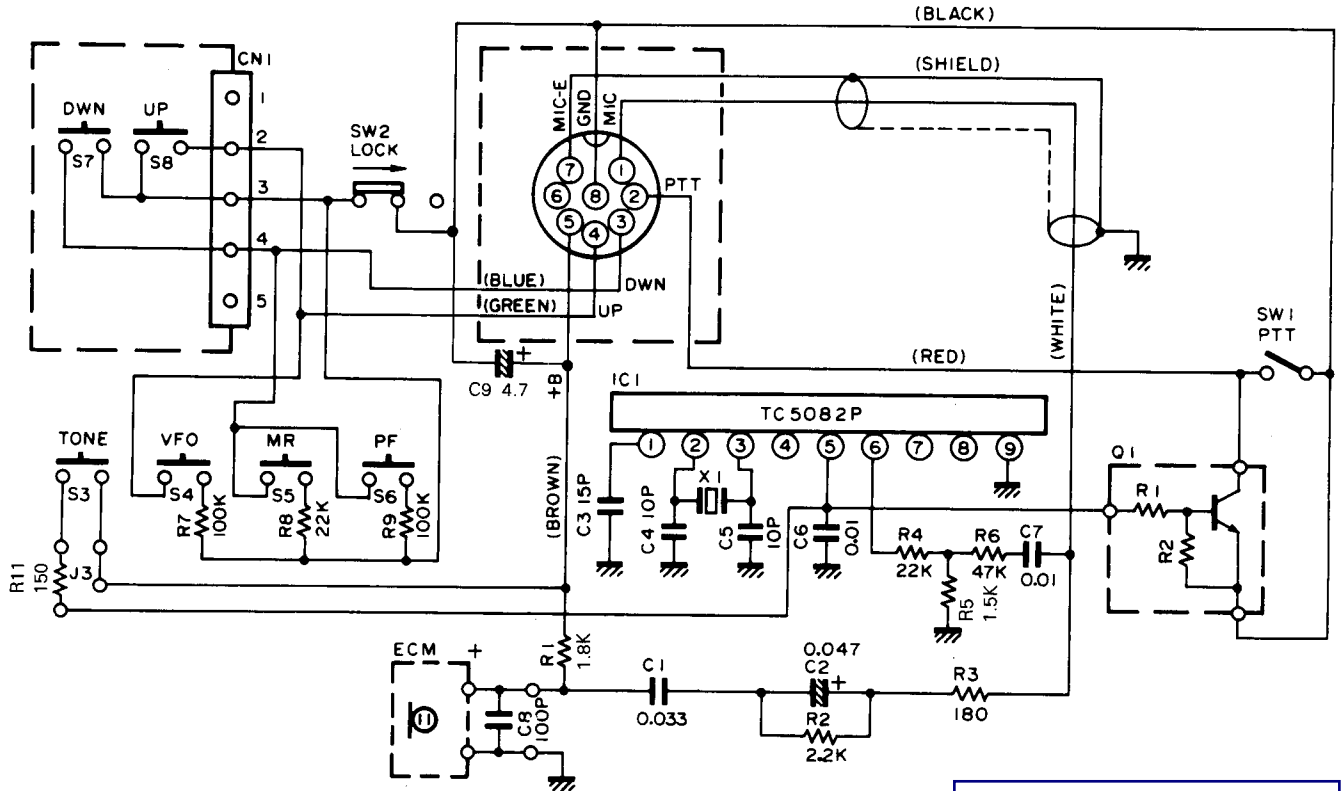 (BLACK)
CN1
(SHIELD)
DWN UP
1
MIC-E
GND
MIC
SW2
LOCK
2
S7 S8
7 1
PTT
3
6 8 2
5 3
4
4
(BLUE) DWN
(GREEN) UP
5
(WHITE)
SW1
PTT
(RED)
C9 4.7
+
+B
IC1
TC5082P
TONE VFO MR PF
1 2 3 4 5 6 7 8 9
S3 S4 S5 S6
X1
Q1
R7
100K
R8
22K
R9
100K
(BROWN)
C3 15P
C4 10P
C5
10P
C6
0.01
R4
22K
R6
47K
C7
0.01
R1
R2
R11
150
J3
R5
1.5K
ECM +
R1
1.8K
0.047
C2
+
C1
0.033
R3
180
C8
100P
R2
2.2K